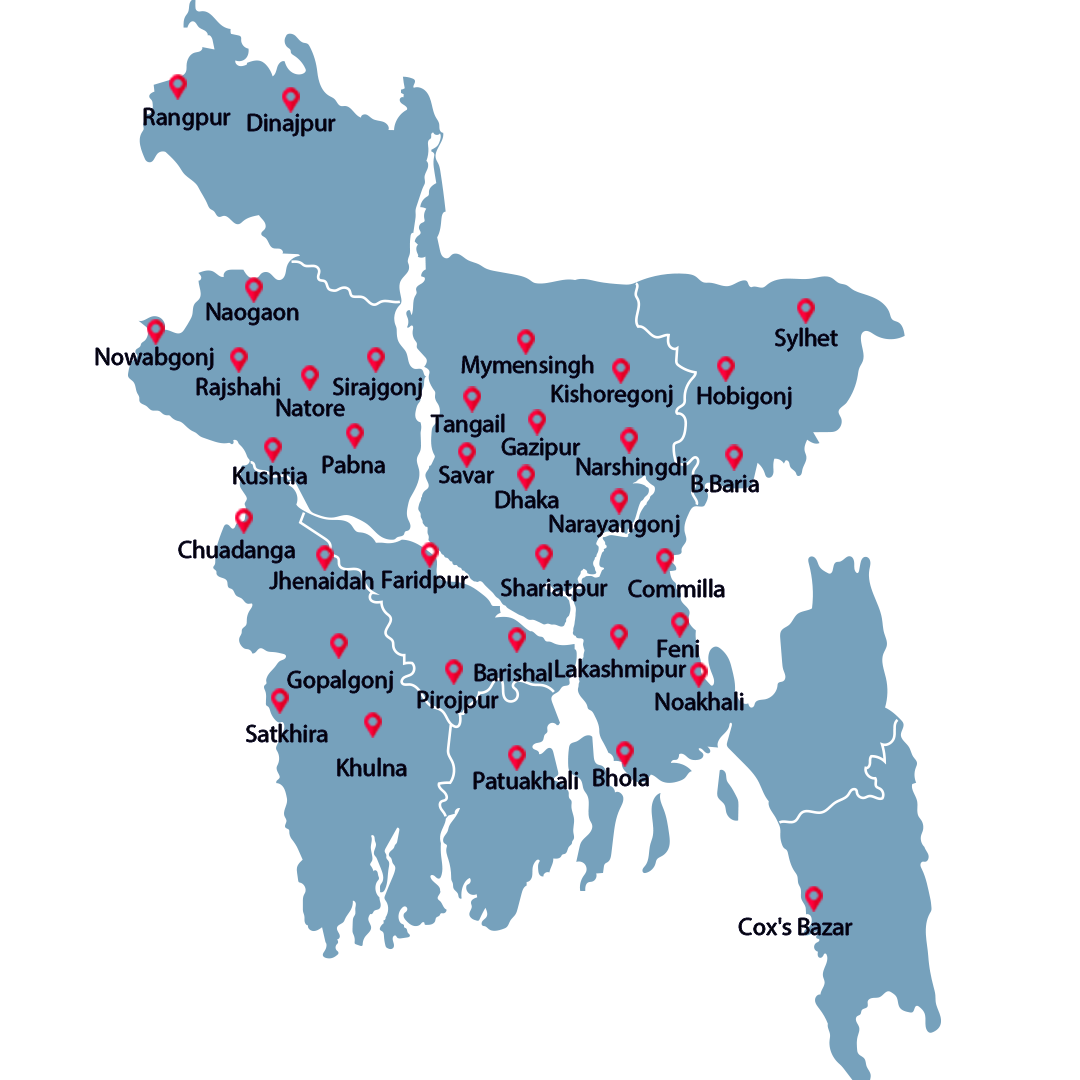 Rangpur
Dinajpur
Naogaon
Nowabgonj
Rajshahi
Natore
Sirajgonj
Kushtia
Pabna
Mymensingh
Kishoregonj
Tangail
Gazipur
Savar
Narshingdi
Dhaka
Narayangonj
Sylhet
Hobigonj
B.Baria
Chuadanga
Jhenaidah
Faridpur
Shariatpur
Commilla
Gopalgonj
Pirojpur
Barishal
Lakashmipur
Feni
Noakhali
Satkhira
Khulna
Patuakhali
Bhola
Cox's Bazar